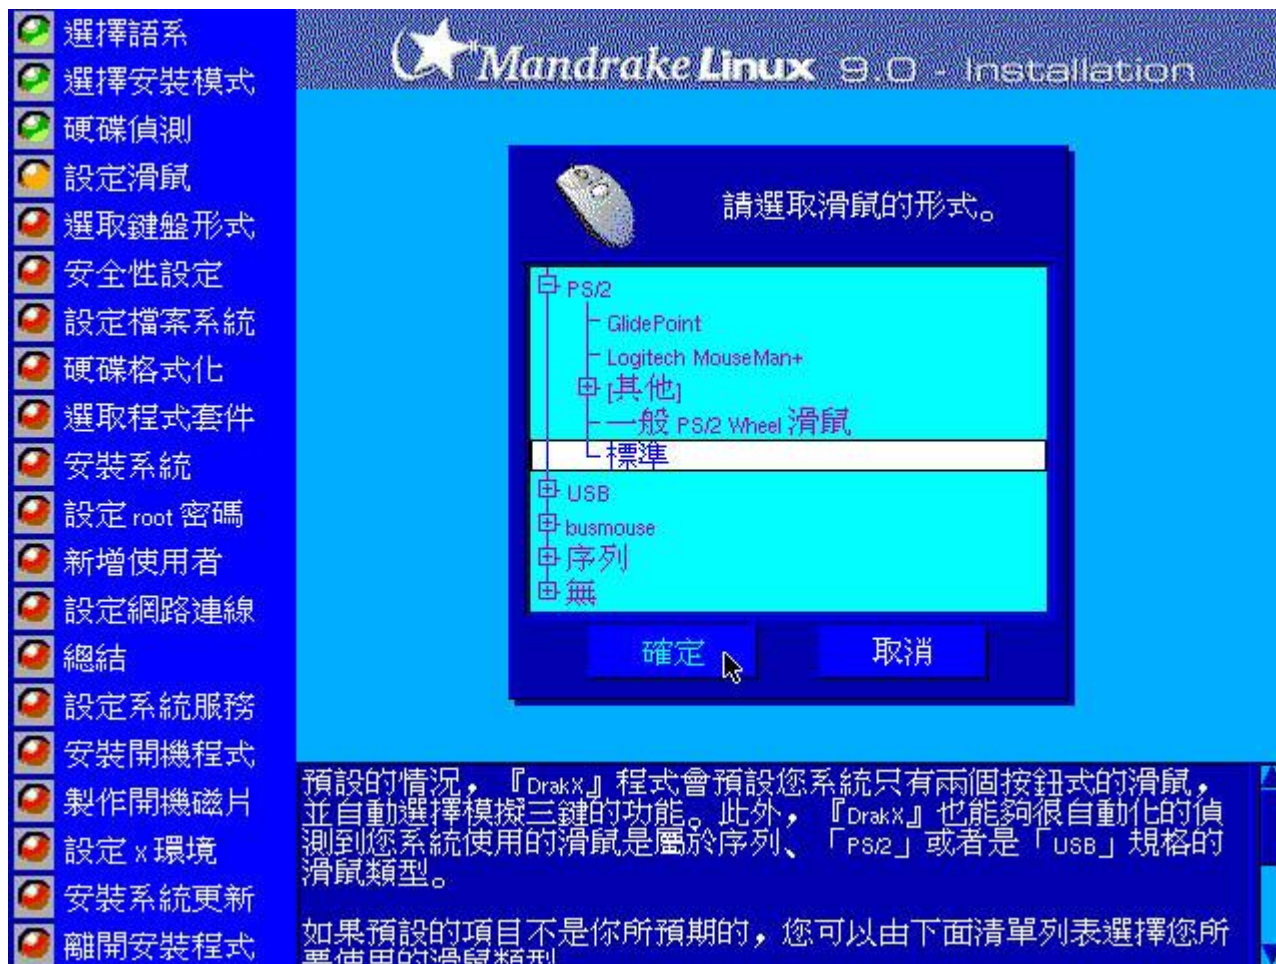 選擇語系
選擇安裝模式
硬碟偵測
設定滑鼠
選取鍵盤形式
安全性設定
設定檔案系統
硬碟格式化
選取程式套件
安裝系統
設定 root 密碼
新增使用者
設定網路連線
總結
設定系統服務
安裝開機程式
製作開機磁片
設定 X 環境
安裝系統更新
離開安裝程式
Mandrake Linux 9.0 - Installation
請選取滑鼠的形式。
PS/2
GlidePoint
Logitech MouseMan+
[其他]
一般 PS/2 Wheel 滑鼠
標準
USB
busmouse
序列
無
確定 取消
預設的情況，『DrakX』程式會預設您系統只有兩個按鈕式的滑鼠，
並自動選擇模擬三鍵的功能。此外，『DrakX』也能夠很自動化的偵
測到您系統使用的滑鼠是屬於序列、「PS/2」或者是「USB」規格的
滑鼠類型。
如果預設的項目不是你所預期的，您可以由下面清單列表選擇您所
要使用的滑鼠類型